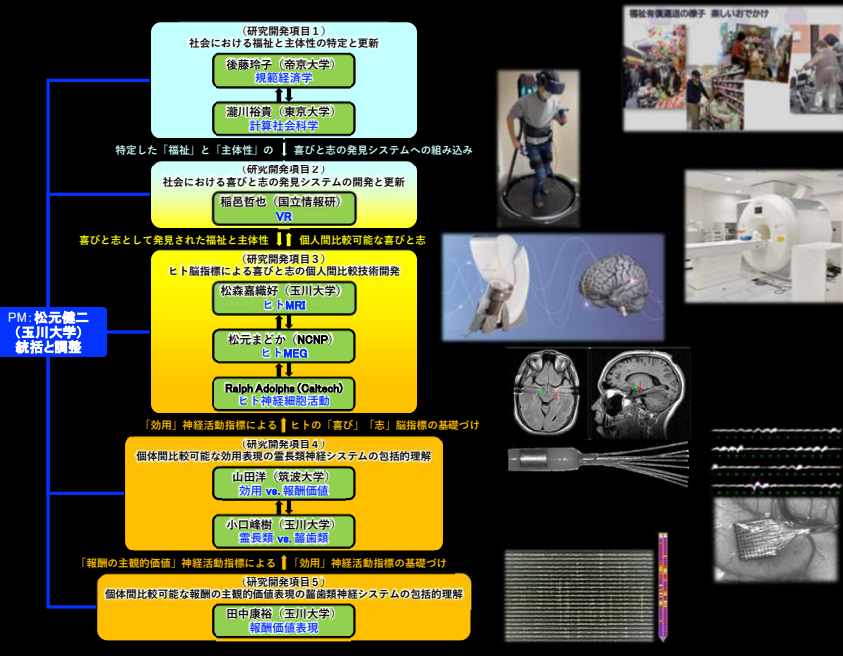 福祉有償運送の様子 楽しいおでかけ
(研究開発項目1)
社会における福祉と主体性の特定と更新
後藤玲子(帝京大学)
規範経済学
瀧川裕貴(東京大学)
計算社会科学
特定した「福祉」と「主体性」の 喜びと志の発見システムへの組み込み
(研究開発項目2)
社会における喜びと志の発見システムの開発と更新
稲邑哲也(国立情報研)
VR
喜びと志として発見された福祉と主体性 個人間比較可能な喜びと志
(研究開発項目3)
ヒト脳指標による喜びと志の個人間比較技術開発
松森嘉織好(玉川大学)
ヒトMRI
PM:松元健二
(玉川大学)
統括と調整
松元まどか(NCNP)
ヒトMEG
Ralph Adolphs (Caltech)
ヒト神経細胞活動
「効用」神経活動指標による ヒトの「喜び」「志」脳指標の基礎づけ
(研究開発項目4)
個体間比較可能な効用表現の霊長類神経システムの包括的理解
山田洋(筑波大学)
効用 vs. 報酬価値
小口峰樹(玉川大学)
霊長類 vs. 齧歯類
「報酬の主観的価値」神経活動指標による 「効用」神経活動指標の基礎づけ
(研究開発項目5)
個体間比較可能な報酬の主観的価値表現の齧歯類神経システムの包括的理解
田中康裕(玉川大学)
報酬価値表現